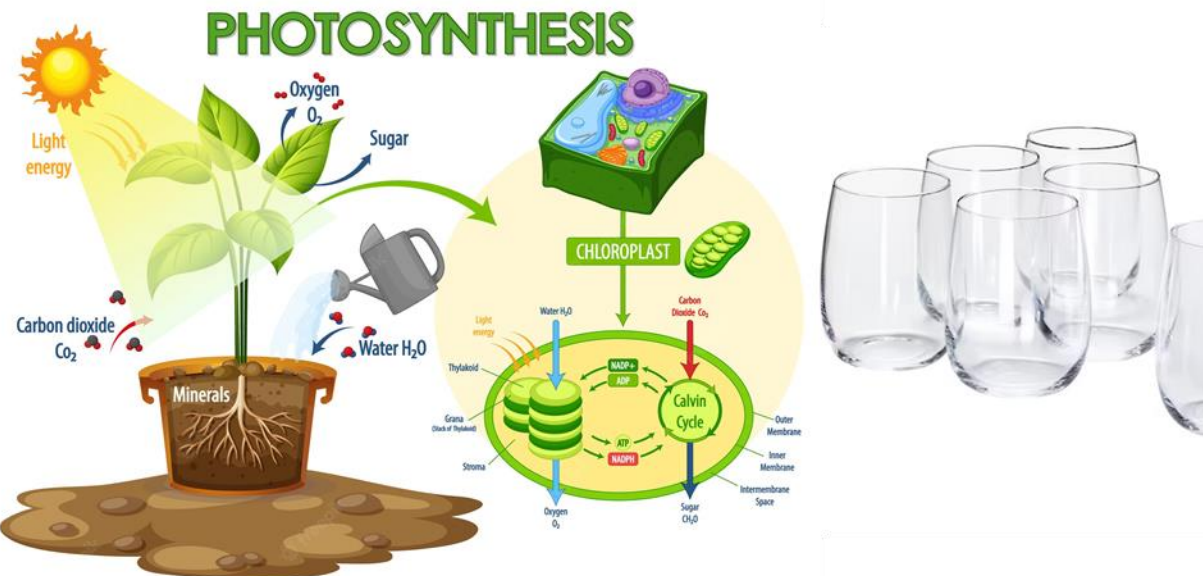 PHOTOSYNTHESIS
Light
energy
Oxygen
O₂
Sugar
Carbon dioxide
Co₂
Water H₂O
Minerals
CHLOROPLAST
Light
energy
Water H₂O
Carbon
Dioxide Co₂
Thylakoid
Grana
(Stack of Thylakoid)
Stroma
NADP+
ADP
ATP
NADPH
Calvin
Cycle
Outer
Membrane
Inner
Membrane
Intermembrane
Space
Oxygen
O₂
Sugar
CH₂O